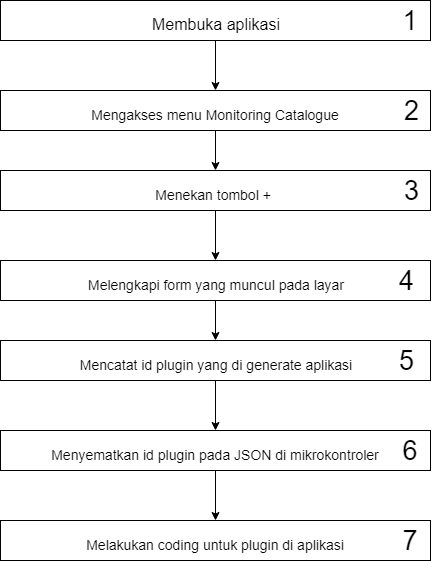 Membuka aplikasi 1
Mengakses menu Monitoring Catalogue 2
Menekan tombol + 3
Melengkapi form yang muncul pada layar 4
Mencatat id plugin yang di generate aplikasi 5
Menyematkan id plugin pada JSON di mikrokontroler 6
Melakukan coding untuk plugin di aplikasi 7